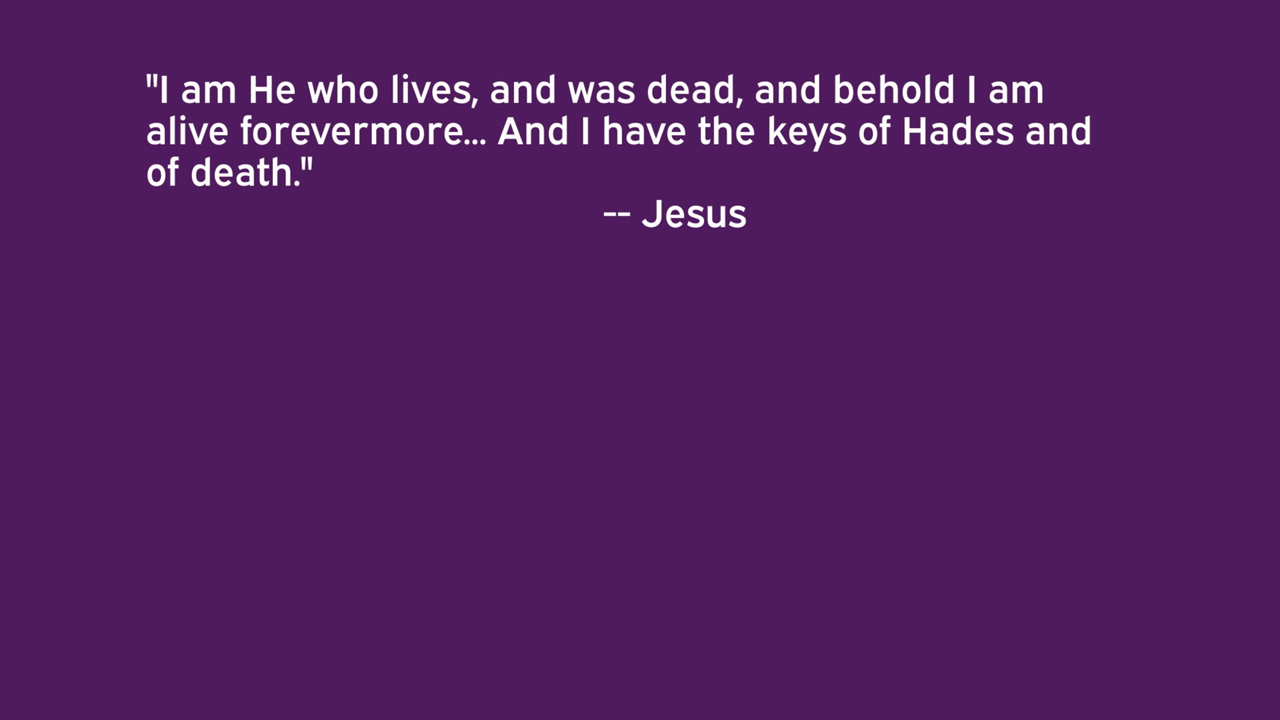 "I am He who lives, and was dead, and behold I am
alive forevermore... And I have the keys of Hades and
of death."
-- Jesus